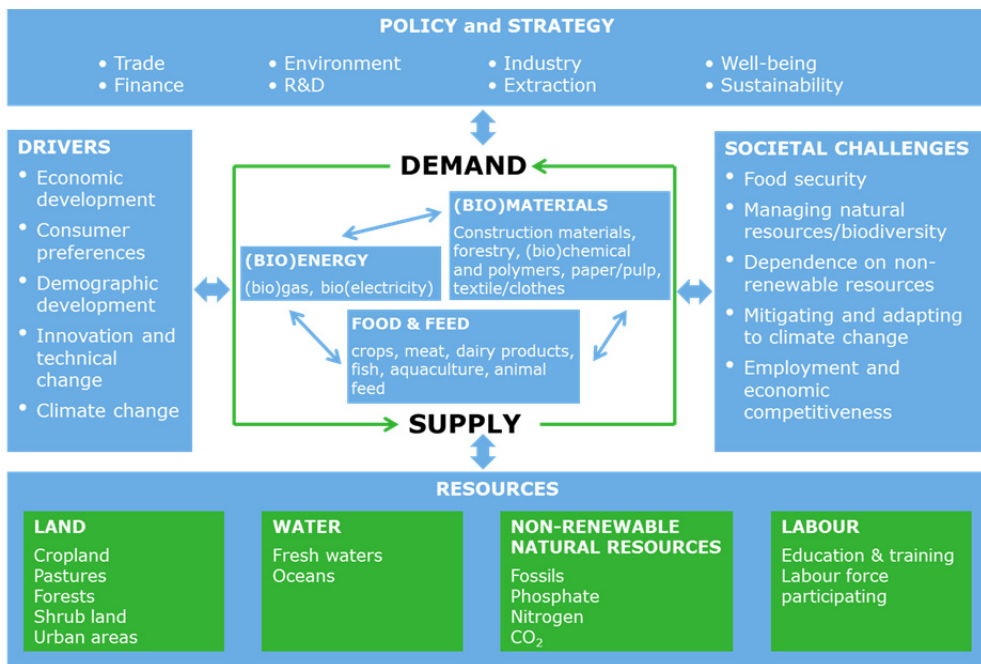 POLICY and STRATEGY
• Trade
• Finance
• Environment
• R&D
• Industry
• Extraction
• Well-being
• Sustainability
DRIVERS
• Economic
development
• Consumer
preferences
• Demographic
development
• Innovation and
technical
change
• Climate change
DEMAND
(BIO)MATERIALS
Construction materials,
forestry, (bio)chemical
and polymers, paper/pulp,
textile/clothes
(BIO)ENERGY
(bio)gas, bio(electricity)
FOOD & FEED
crops, meat, dairy products,
fish, aquaculture, animal
feed
SUPPLY
SOCIETAL CHALLENGES
• Food security
• Managing natural
resources/biodiversity
• Dependence on non-
renewable resources
• Mitigating and adapting
to climate change
• Employment and
economic
competitiveness
RESOURCES
LAND
Cropland
Pastures
Forests
Shrub land
Urban areas
WATER
Fresh waters
Oceans
NON-RENEWABLE
NATURAL RESOURCES
Fossils
Phosphate
Nitrogen
CO₂
LABOUR
Education & training
Labour force
participating